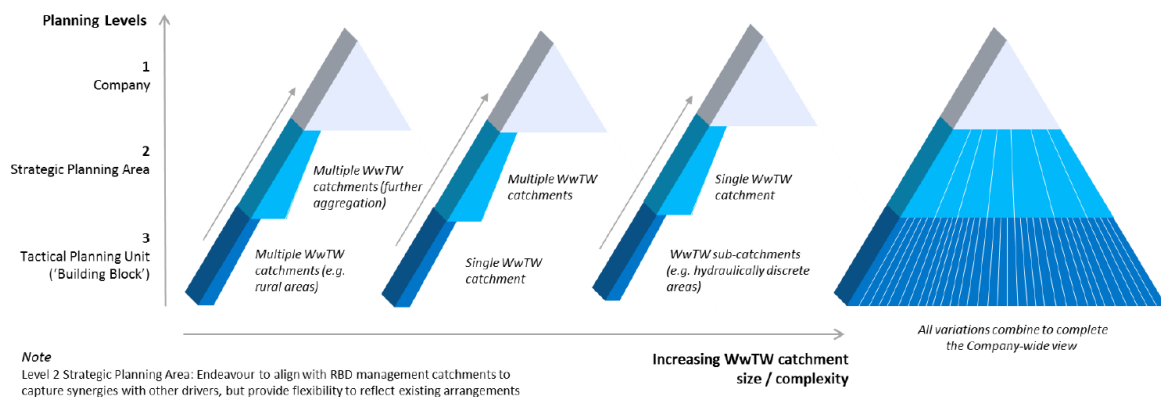 Planning Levels
1
Company
2
Strategic Planning Area
3
Tactical Planning Unit
('Building Block')
Multiple WwTW
catchments (further
aggregation)
Multiple WwTW
catchments (e.g.
rural areas)
Multiple WwTW
catchments
Single WwTW
catchment
Single WwTW
catchment
WwTW sub-catchments
(e.g. hydraulically discrete
areas)
All variations combine to complete
the Company-wide view
Increasing WwTW catchment
size / complexity
Note
Level 2 Strategic Planning Area: Endeavour to align with RBD management catchments to
capture synergies with other drivers, but provide flexibility to reflect existing arrangements